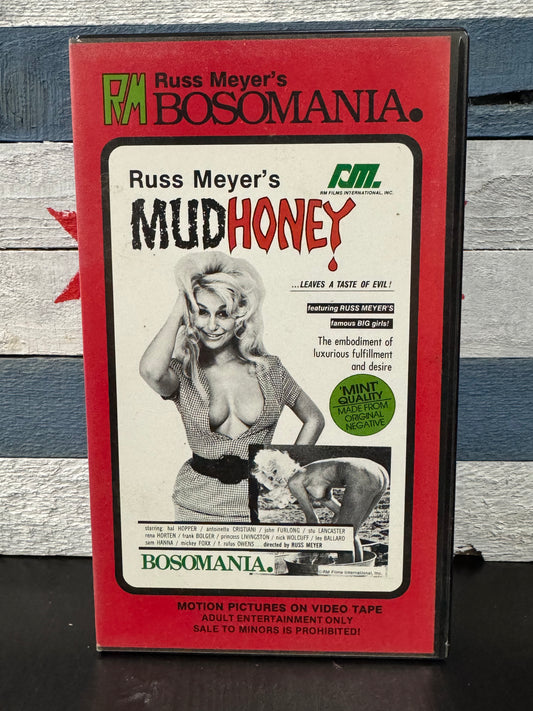 RM Russ Meyer's
BOSOMANIA.
Russ Meyer's
RM.
RM FILMS INTERNATIONAL, INC.
MUDHONEY
...LEAVES A TASTE OF EVIL!
featuring RUSS MEYER'S
famous BIG girls!
The embodiment of
luxurious fulfillment
and desire
'MINT'
QUALITY
MADE FROM
ORIGINAL
NEGATIVE
starring hal HOPPER / antoinette CRISTIANI / john FURLONG / stu LANCASTER
rena HORTEN / frank BOLGER / princess LIVINGSTON / nick WOLCUFF / lee BALLARD
sam HANNA / mickey FOXX / f. rufus OWENS ... directed by RUSS MEYER
BOSOMANIA.
RM Films International, Inc.
MOTION PICTURES ON VIDEO TAPE
ADULT ENTERTAINMENT ONLY
SALE TO MINORS IS PROHIBITED!